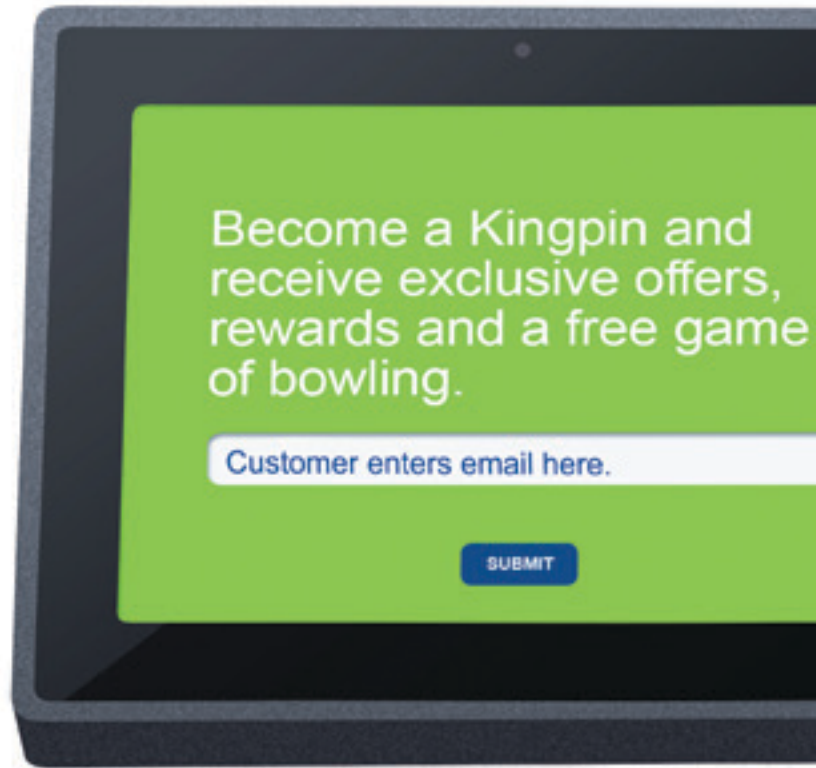 Become a Kingpin and
receive exclusive offers,
rewards and a free game
of bowling.
Customer enters email here.
SUBMIT